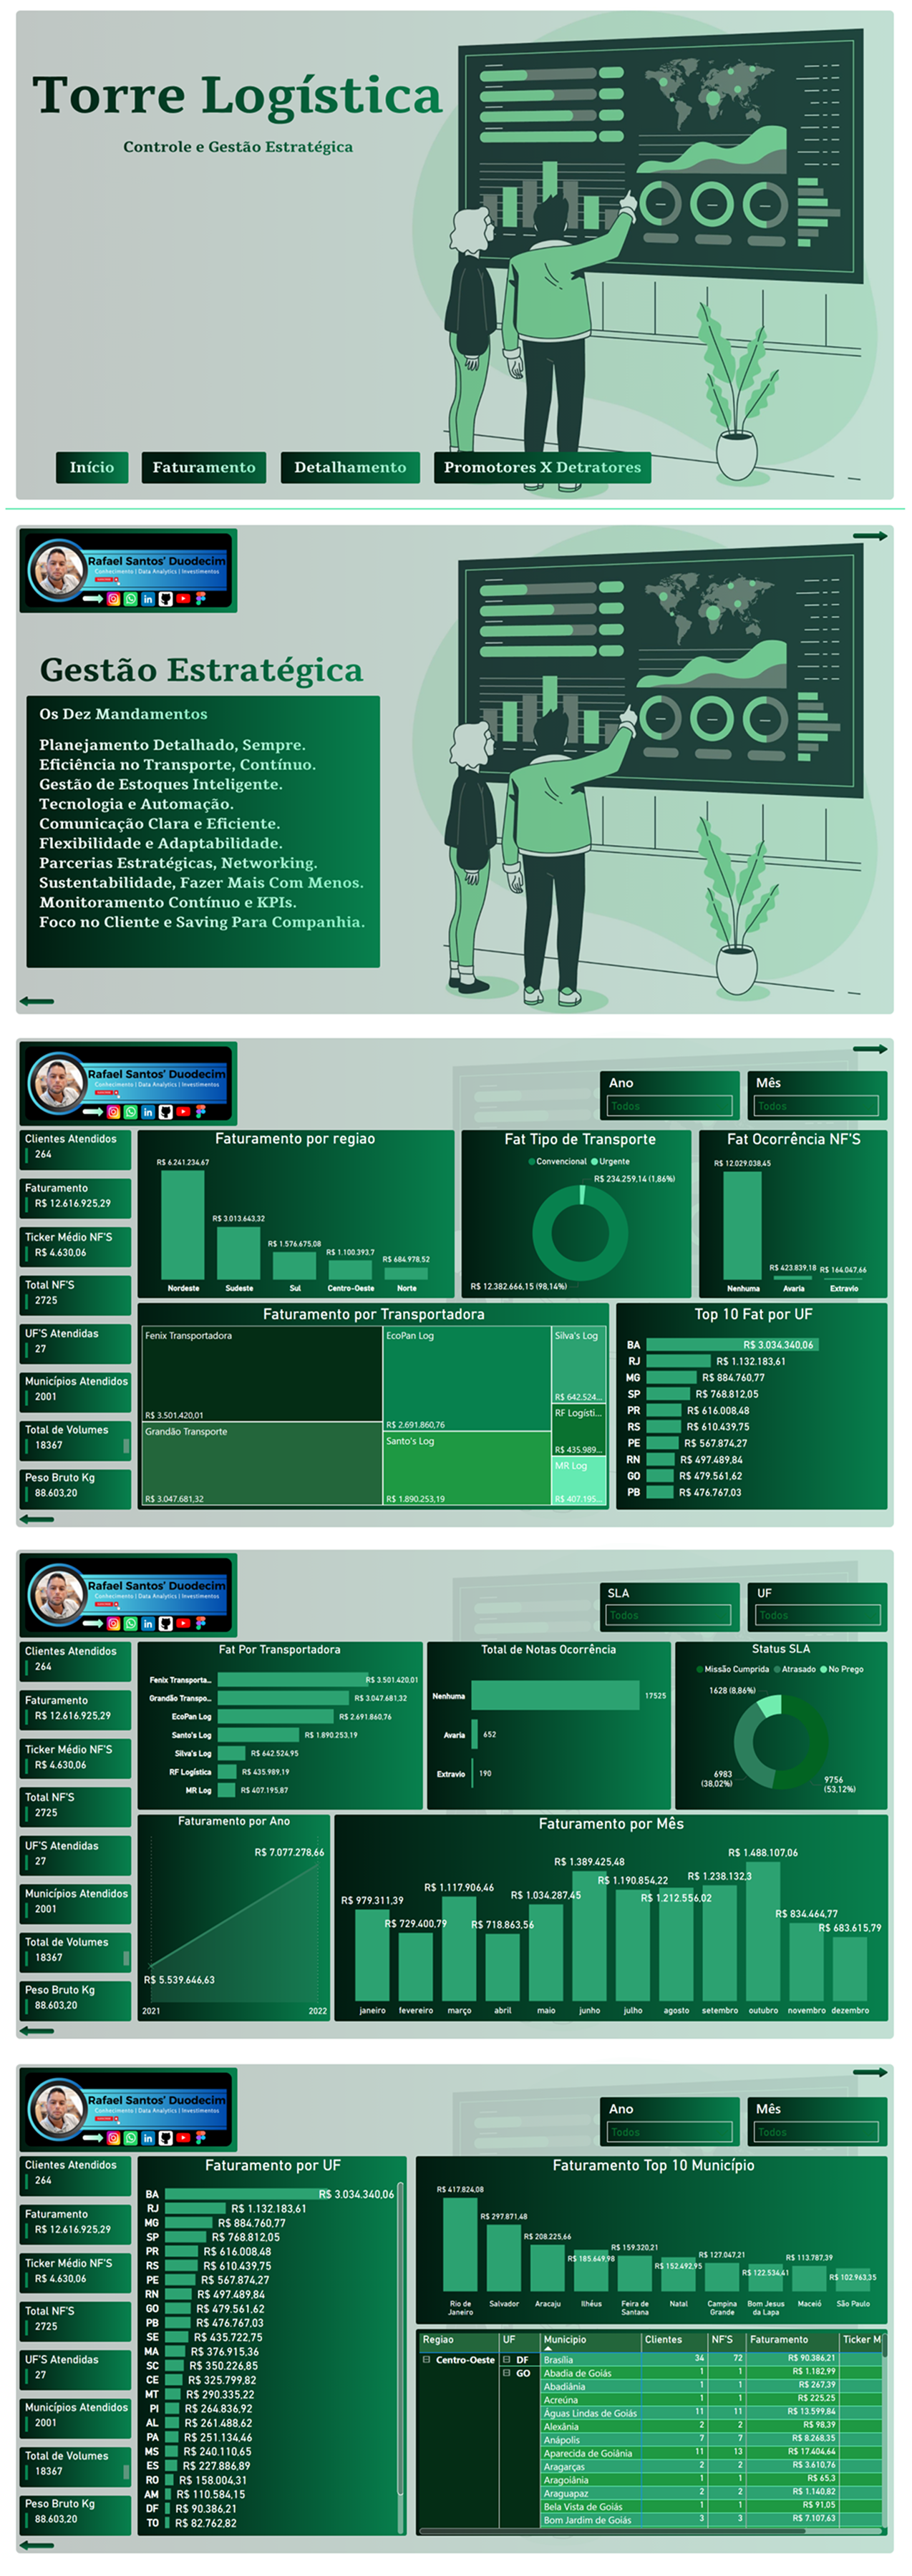 Torre Logística
Controle e Gestão Estratégica
Início
Faturamento
Detalhamento
Promotores X Detratores
Rafael Santos' Duodecim
Conhecimento | Data Analytics | Investimentos
Gestão Estratégica
Os Dez Mandamentos
Planejamento Detalhado, Sempre.
Eficiência no Transporte, Contínuo.
Gestão de Estoques Inteligente.
Tecnologia e Automação.
Comunicação Clara e Eficiente.
Flexibilidade e Adaptabilidade.
Parcerias Estratégicas, Networking.
Sustentabilidade, Fazer Mais Com Menos.
Monitoramento Contínuo e KPIs.
Foco no Cliente e Saving Para Companhia.
Rafael Santos' Duodecim
Conhecimento | Data Analytics | Investimentos
Ano
Todos
Mês
Todos
Clientes Atendidos
264
Faturamento
R$ 12.616.925,29
Ticker Médio NF'S
R$ 4.630,06
Total NF'S
2725
UF'S Atendidas
27
Municípios Atendidos
2001
Total de Volumes
18367
Peso Bruto Kg
88.603,20
Faturamento por regiao
R$ 6.241.234,67
R$ 3.013.643,32
R$ 1.576.675,08
R$ 1.100.393,7
R$ 684.978,52
Nordeste
Sudeste
Sul
Centro-Oeste
Norte
Fat Tipo de Transporte
Convencional
Urgente
R$ 234.259,14 (1,86%)
R$ 12.382.666,15 (98,14%)
Fat Ocorrência NF'S
R$ 12.029.038,45
R$ 423.839,18
R$ 164.047,66
Nenhuma
Avaria
Extravio
Faturamento por Transportadora
Fenix Transportadora
R$ 3.501.420,01
Grandão Transporte
R$ 3.047.681,32
EcoPan Log
R$ 2.691.860,76
Santo's Log
R$ 1.890.253,19
Silva's Log
R$ 642.524...
RF Logísti...
R$ 435.989...
MR Log
R$ 407.195...
Top 10 Fat por UF
BA R$ 3.034.340,06
RJ R$ 1.132.183,61
MG R$ 884.760,77
SP R$ 768.812,05
PR R$ 616.008,48
RS R$ 610.439,75
PE R$ 567.874,27
RN R$ 497.489,84
GO R$ 479.561,62
PB R$ 476.767,03
Rafael Santos' Duodecim
Conhecimento | Data Analytics | Investimentos
SLA
Todos
UF
Todos
Clientes Atendidos
264
Faturamento
R$ 12.616.925,29
Ticker Médio NF'S
R$ 4.630,06
Total NF'S
2725
UF'S Atendidas
27
Municípios Atendidos
2001
Total de Volumes
18367
Peso Bruto Kg
88.603,20
Fat Por Transportadora
Fenix Transporta... R$ 3.501.420,01
Grandão Transpo... R$ 3.047.681,32
EcoPan Log R$ 2.691.860,76
Santo's Log R$ 1.890.253,19
Silva's Log R$ 642.524,95
RF Logística R$ 435.989,19
MR Log R$ 407.195,87
Total de Notas Ocorrência
Nenhuma 17525
Avaria 652
Extravio 190
Status SLA
Missão Cumprida
Atrasado
No Prego
1628 (8,86%)
6983
(38,02%)
9756
(53,12%)
Faturamento por Ano
R$ 7.077.278,66
R$ 5.539.646,63
2021
2022
Faturamento por Mês
R$ 979.311,39
R$ 729.400,79
R$ 1.117.906,46
R$ 718.863,56
R$ 1.034.287,45
R$ 1.389.425,48
R$ 1.190.854,22
R$ 1.212.556,02
R$ 1.238.132,3
R$ 1.488.107,06
R$ 834.464,77
R$ 683.615,79
janeiro
fevereiro
março
abril
maio
junho
julho
agosto
setembro
outubro
novembro
dezembro
Rafael Santos' Duodecim
Conhecimento | Data Analytics | Investimentos
Ano
Todos
Mês
Todos
Clientes Atendidos
264
Faturamento
R$ 12.616.925,29
Ticker Médio NF'S
R$ 4.630,06
Total NF'S
2725
UF'S Atendidas
27
Municípios Atendidos
2001
Total de Volumes
18367
Peso Bruto Kg
88.603,20
Faturamento por UF
BA R$ 3.034.340,06
RJ R$ 1.132.183,61
MG R$ 884.760,77
SP R$ 768.812,05
PR R$ 616.008,48
RS R$ 610.439,75
PE R$ 567.874,27
RN R$ 497.489,84
GO R$ 479.561,62
PB R$ 476.767,03
SE R$ 435.722,75
MA R$ 376.915,36
SC R$ 350.226,85
CE R$ 325.799,82
MT R$ 290.335,22
PI R$ 264.836,92
AL R$ 261.488,62
PA R$ 251.134,46
MS R$ 240.110,65
ES R$ 227.886,89
RO R$ 158.004,31
AM R$ 110.584,15
DF R$ 90.386,21
TO R$ 82.762,82
Faturamento Top 10 Município
R$ 417.824,08
R$ 297.871,48
R$ 208.225,66
R$ 185.649,98
R$ 159.320,21
R$ 152.492,95
R$ 127.047,21
R$ 122.534,41
R$ 113.787,39
R$ 102.963,35
Rio de Janeiro
Salvador
Aracaju
Ilhéus
Feira de Santana
Natal
Campina Grande
Bom Jesus da Lapa
Maceió
São Paulo
Regiao UF Municipio Clientes NF'S Faturamento Ticker M
Centro-Oeste DF Brasília 34 72 R$ 90.386,21
GO Abadia de Goiás 1 1 R$ 1.182,99
Abadiânia 1 1 R$ 267,39
Acreúna 1 1 R$ 225,25
Águas Lindas de Goiás 11 11 R$ 13.599,84
Alexânia 2 2 R$ 98,39
Anápolis 7 7 R$ 8.268,35
Aparecida de Goiânia 11 13 R$ 17.404,64
Aragarças 2 2 R$ 3.610,76
Aragoiânia 1 1 R$ 65,3
Araguapaz 2 2 R$ 1.140,82
Bela Vista de Goiás 1 1 R$ 91,05
Bom Jardim de Goiás 3 3 R$ 7.107,63